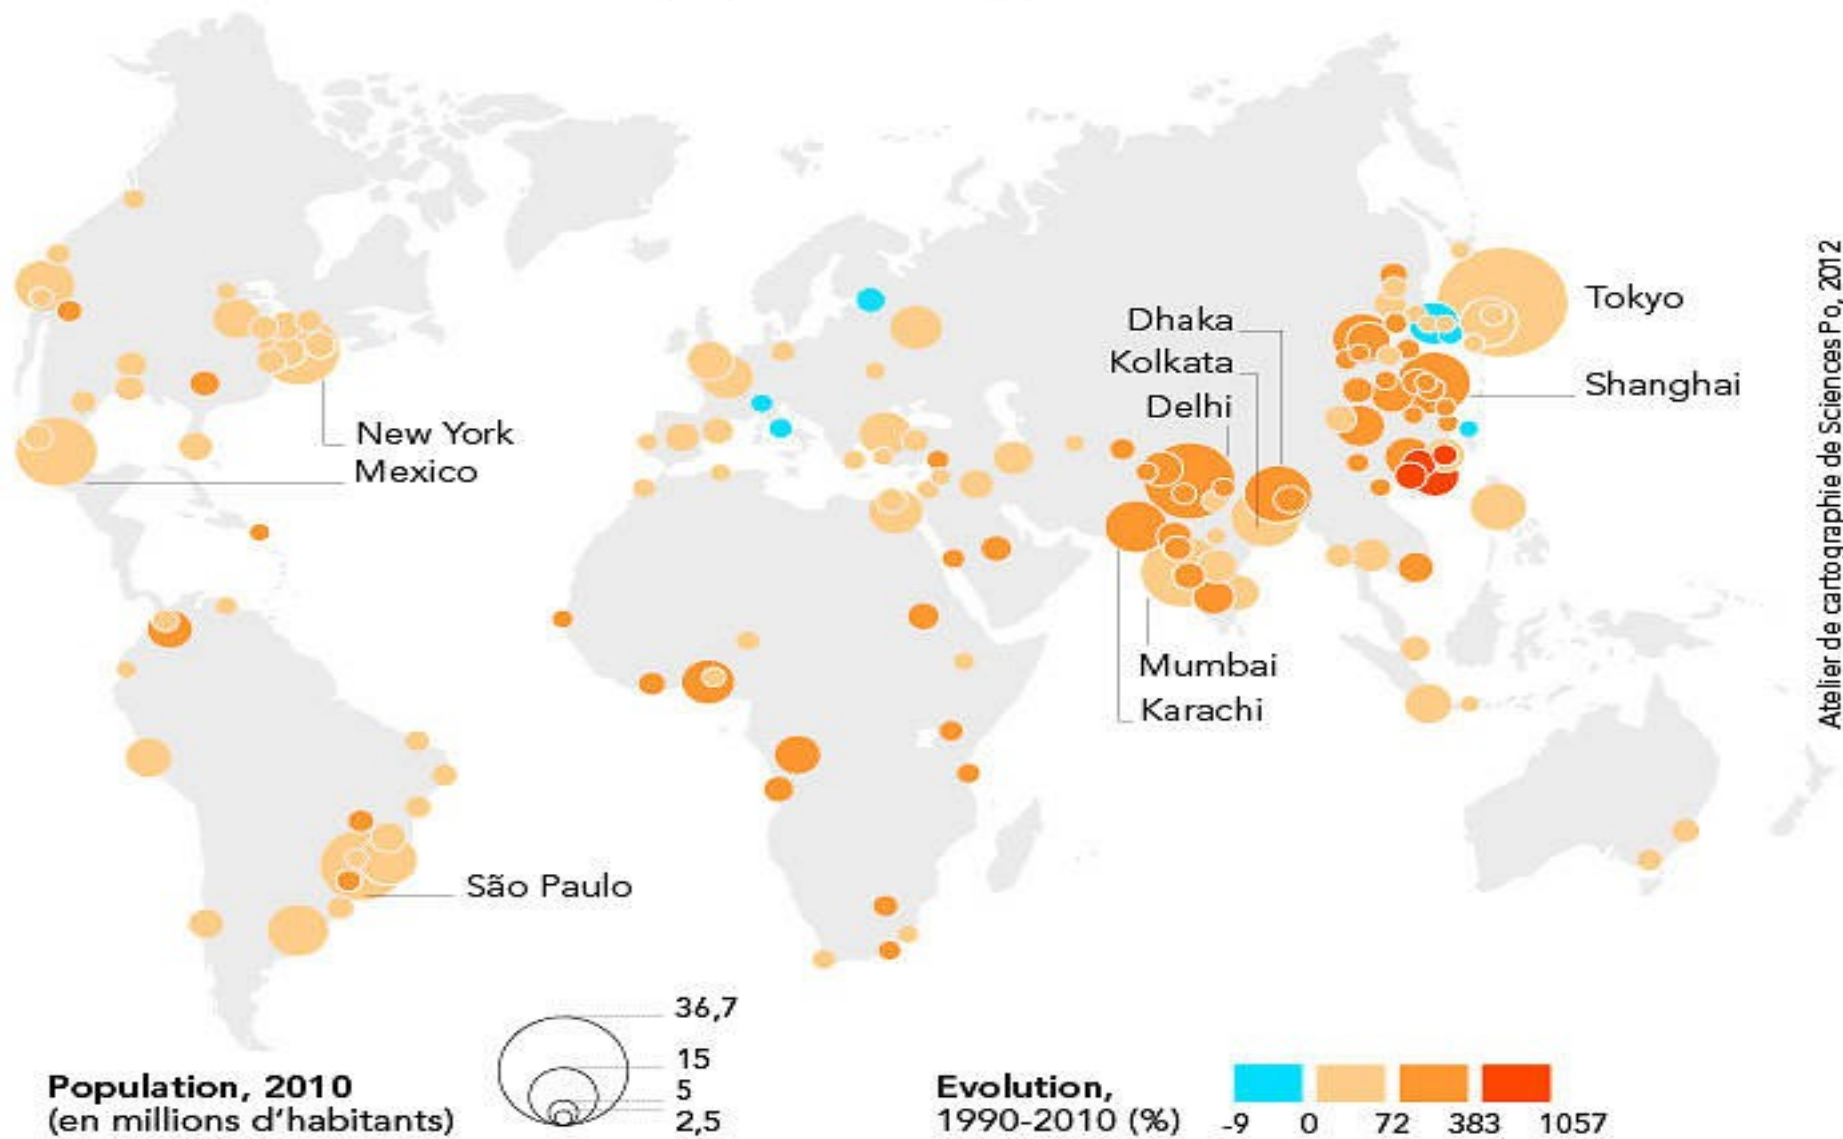 Tokyo
Dhaka
Kolkata
Shanghai
Delhi
New York
Mexico
Mumbai
Karachi
São Paulo
Population, 2010
(en millions d'habitants)
36,7
15
5
2,5
Evolution,
1990-2010 (%)
-9 0 72 383 1057
Atelier de cartographie de Sciences Po, 2012